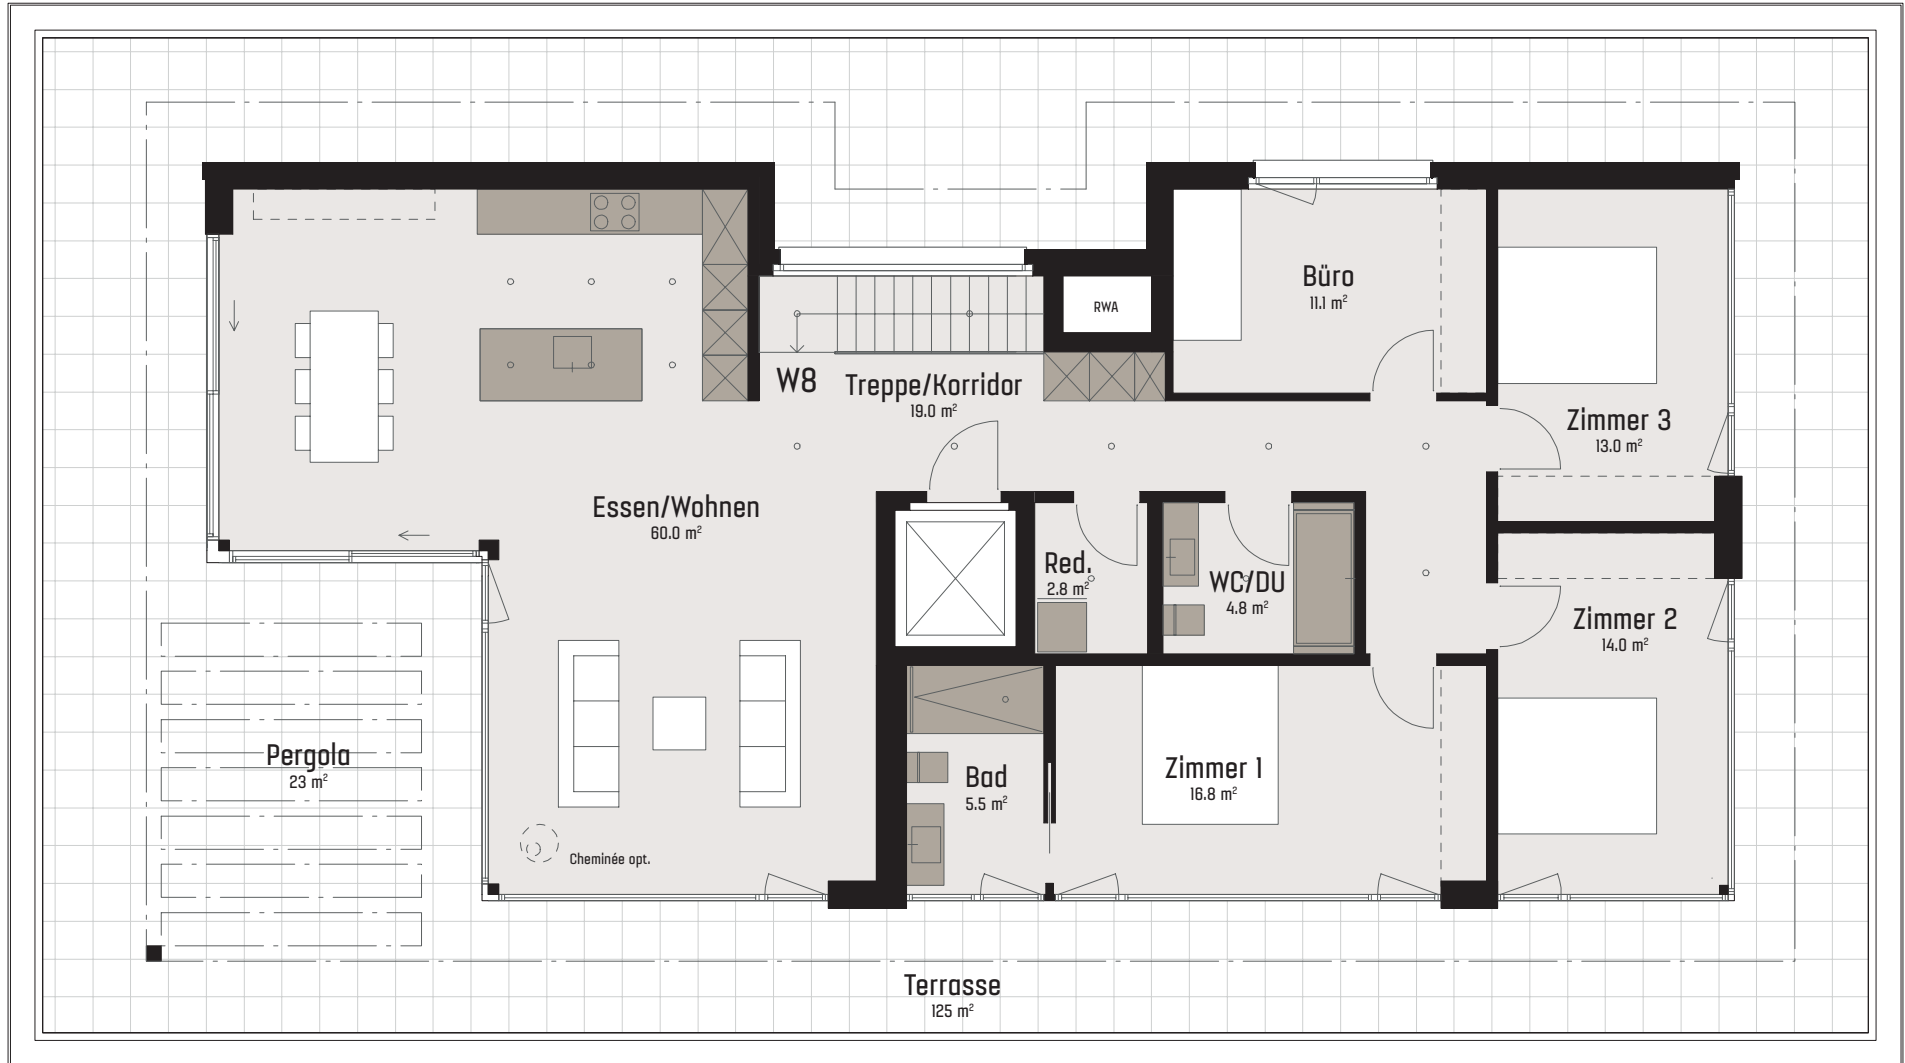 Büro
11.1 m²
RWA
W8
Treppe/Korridor
19.0 m²
Zimmer 3
13.0 m²
Essen/Wohnen
60.0 m²
Red.
2.8 m²
WC/DU
4.8 m²
Zimmer 2
14.0 m²
Pergola
23 m²
Bad
5.5 m²
Zimmer 1
16.8 m²
Cheminée opt.
Terrasse
125 m²